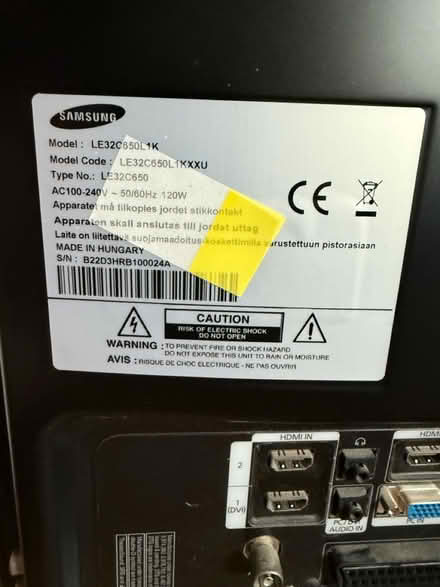 SAMSUNG
Model : LE32C650L1K
Model Code : LE32C650L1KXXU
Type No.: LE32C650
AC100-240V ~ 50/60Hz 120W
Apparatet må tilkoples jordet stikkontakt
Apparaten skall anslutas till jordat uttag
Laite on liitettävä suojamaadoitus-koskettimilla varustettuun pistorasiaan
MADE IN HUNGARY
S/N : B22D3HRB100024A
CE
CAUTION
RISK OF ELECTRIC SHOCK
DO NOT OPEN
WARNING : TO PREVENT FIRE OR SHOCK HAZARD
DO NOT EXPOSE THIS UNIT TO RAIN OR MOISTURE
AVIS : RISQUE DE CHOC ELECTRIQUE - NE PAS OUVRIR
HDMI IN
HDMI
2
1
(DVI)
PC/DVI
AUDIO IN
PC IN